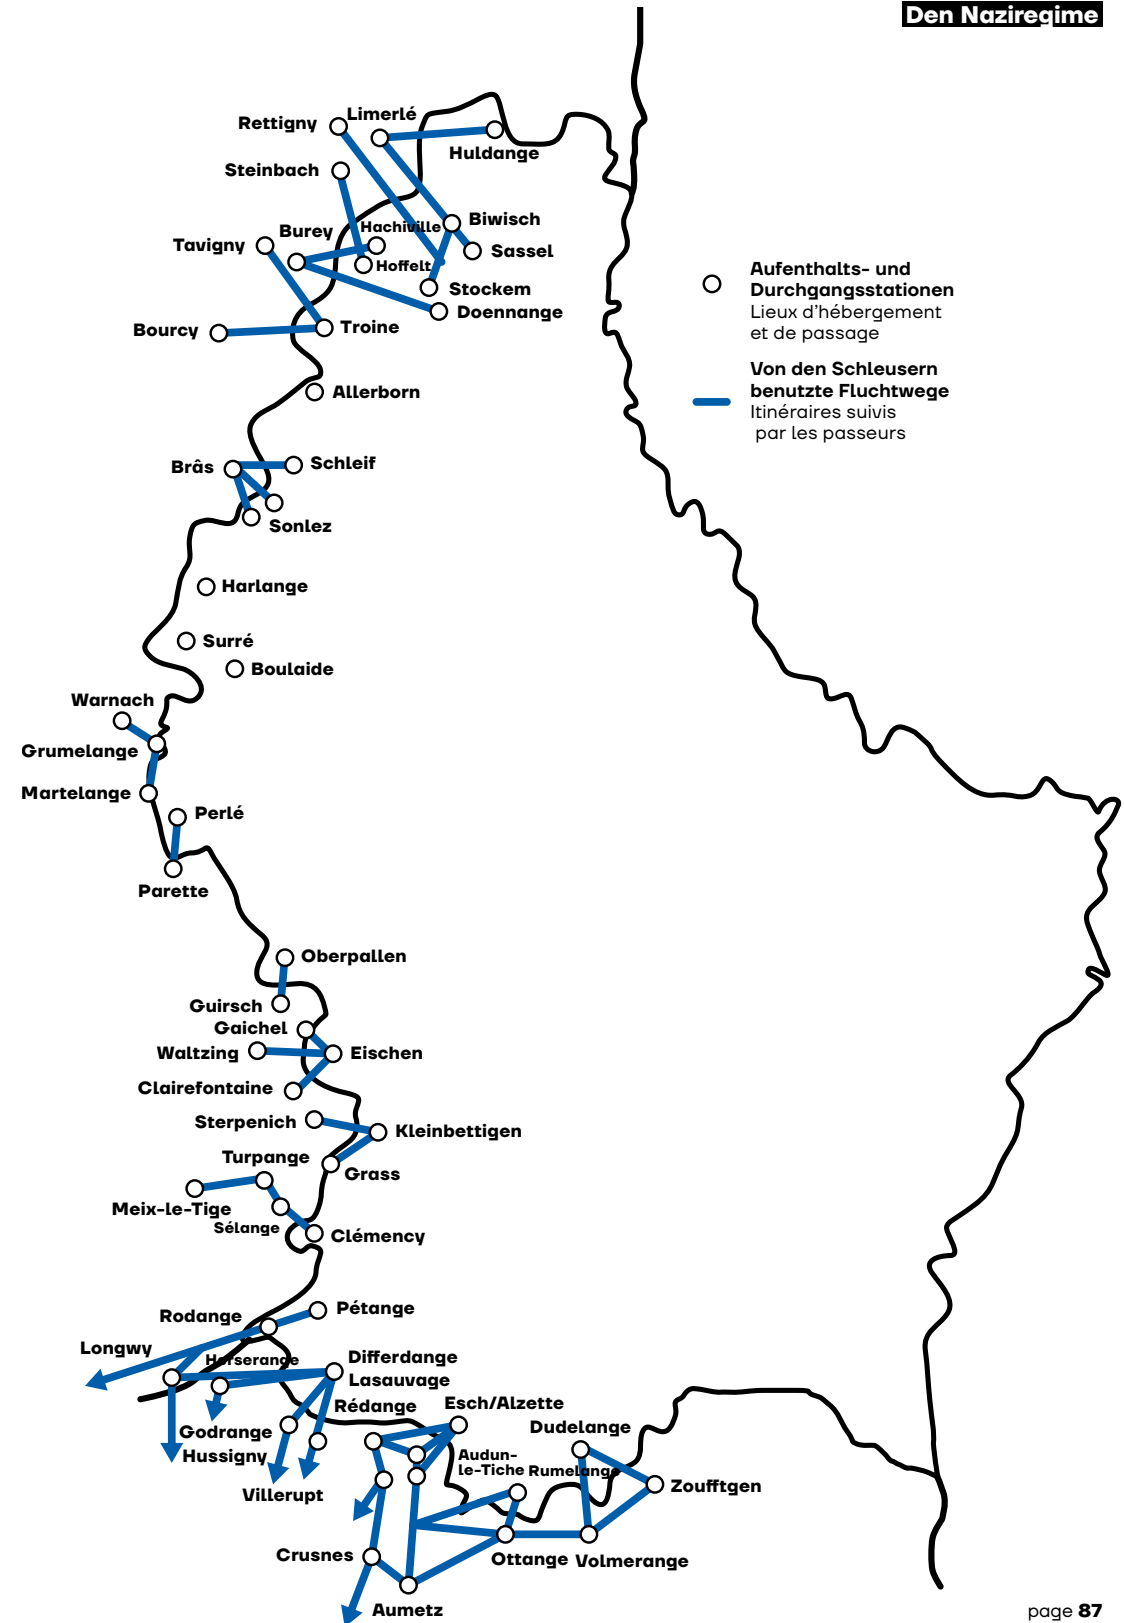 Den Naziregime
Limerlé
Rettigny
Huldange
Steinbach
Biwisch
Hachiville
Burey
Tavigny
Sassel
Hoffelt
Stockem
Doennange
Troine
Bourcy
Aufenthalts- und
Durchgangsstationen
Lieux d’hébergement
et de passage
Von den Schleusern
benutzte Fluchtwege
Itinéraires suivis
par les passeurs
Allerborn
Schleif
Brâs
Sonlez
Harlange
Surré
Boulaide
Warnach
Grumelange
Martelange
Perlé
Parette
Oberpallen
Guirsch
Gaichel
Waltzing
Eischen
Clairefontaine
Sterpenich
Kleinbettigen
Turpange
Grass
Meix-le-Tige
Sélange
Clémency
Pétange
Rodange
Longwy
Herserange
Differdange
Lasauvage
Rédange
Esch/Alzette
Godrange
Hussigny
Dudelange
Audun-
le-Tiche
Rumelange
Zoufftgen
Villerupt
Crusnes
Ottange
Volmerange
Aumetz
page 87